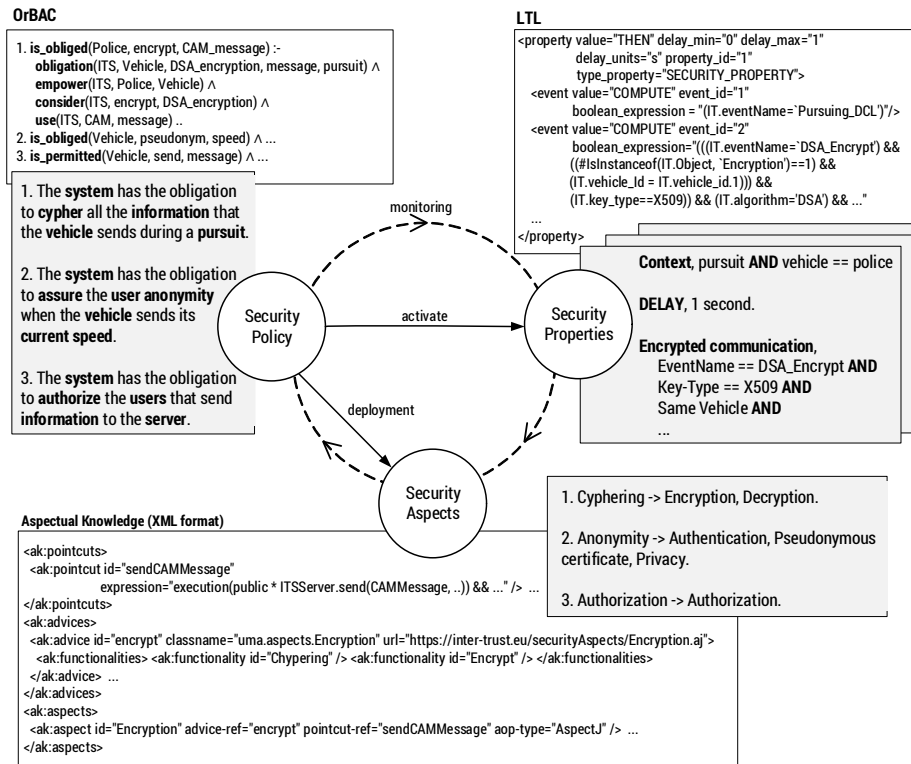 OrBAC
1. is_obliged(Police, encrypt, CAM_message) :-
obligation(ITS, Vehicle, DSA_encryption, message, pursuit) ∧
empower(ITS, Police, Vehicle) ∧
consider(ITS, encrypt, DSA_encryption) ∧
use(ITS, CAM, message) ..
2. is_obliged(Vehicle, pseudonym, speed) ∧ ...
3. is_permitted(Vehicle, send, message) ∧ ...
1. The system has the obligation
to cypher all the information that
the vehicle sends during a pursuit.
2. The system has the obligation
to assure the user anonymity
when the vehicle sends its
current speed.
3. The system has the obligation
to authorize the users that send
information to the server.
LTL
<property value="THEN" delay_min="0" delay_max="1"
delay_units="s" property_id="1"
type_property="SECURITY_PROPERTY">
<event value="COMPUTE" event_id="1"
boolean_expression = "(IT.eventName=`Pursuing_DCL')"/>
<event value="COMPUTE" event_id="2"
boolean_expression="(((IT.eventName=`DSA_Encrypt') &&
((#IsInstanceof(IT.Object, `Encryption')==1) &&
(IT.vehicle_Id = IT.vehicle_id.1))) &&
(IT.key_type==X509)) && (IT.algorithm='DSA') && ..."
...
</property>
Context, pursuit AND vehicle == police
DELAY, 1 second.
Encrypted communication,
EventName == DSA_Encrypt AND
Key-Type == X509 AND
Same Vehicle AND
...
monitoring
Security
Policy
activate
Security
Properties
deployment
Security
Aspects
1. Cyphering -> Encryption, Decryption.
2. Anonymity -> Authentication, Pseudonymous
certificate, Privacy.
3. Authorization -> Authorization.
Aspectual Knowledge (XML format)
<ak:pointcuts>
<ak:pointcut id="sendCAMMessage"
expression="execution(public * ITSServer.send(CAMMessage, ..)) && ..." /> ...
</ak:pointcuts>
<ak:advices>
<ak:advice id="encrypt" classname="uma.aspects.Encryption" url="https://inter-trust.eu/securityAspects/Encryption.aj">
<ak:functionalities> <ak:functionality id="Chypering" /> <ak:functionality id="Encrypt" /> </ak:functionalities>
</ak:advice> ...
</ak:advices>
<ak:aspects>
<ak:aspect id="Encryption" advice-ref="encrypt" pointcut-ref="sendCAMMessage" aop-type="AspectJ" /> ...
</ak:aspects>